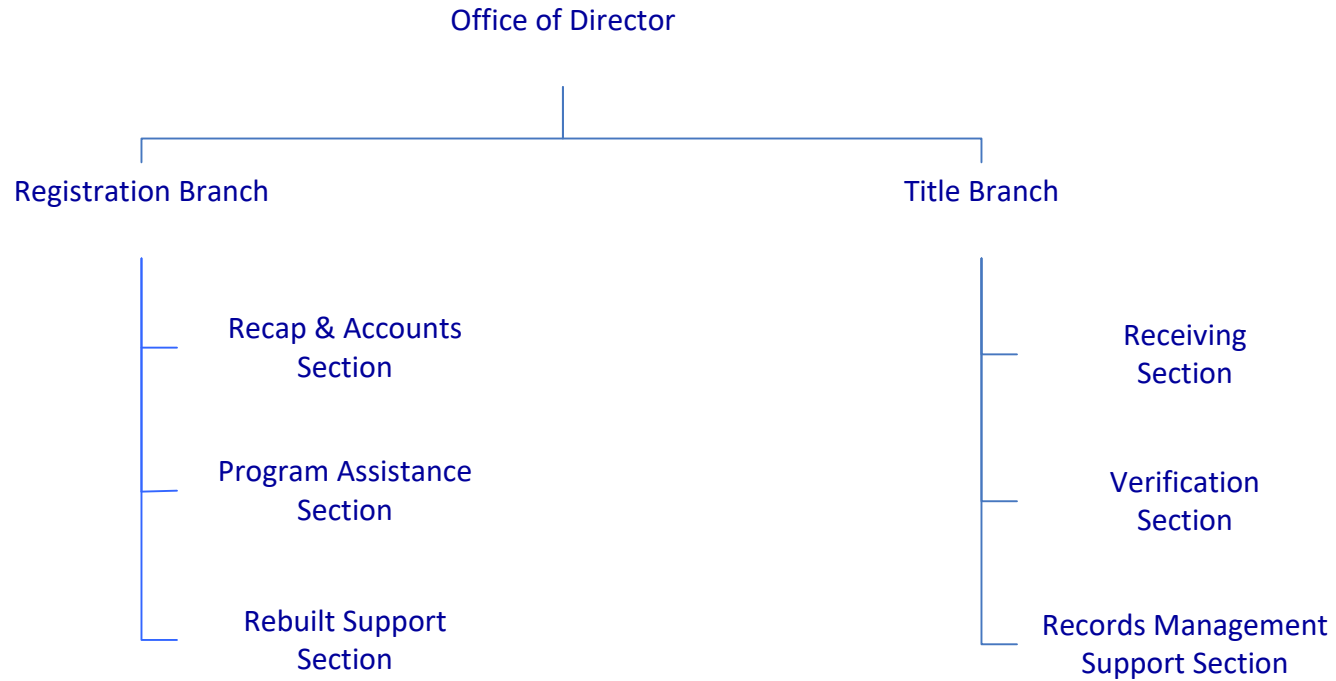 Office of Director
Registration Branch
Title Branch
Recap & Accounts
Section
Program Assistance
Section
Rebuilt Support
Section
Receiving
Section
Verification
Section
Records Management
Support Section